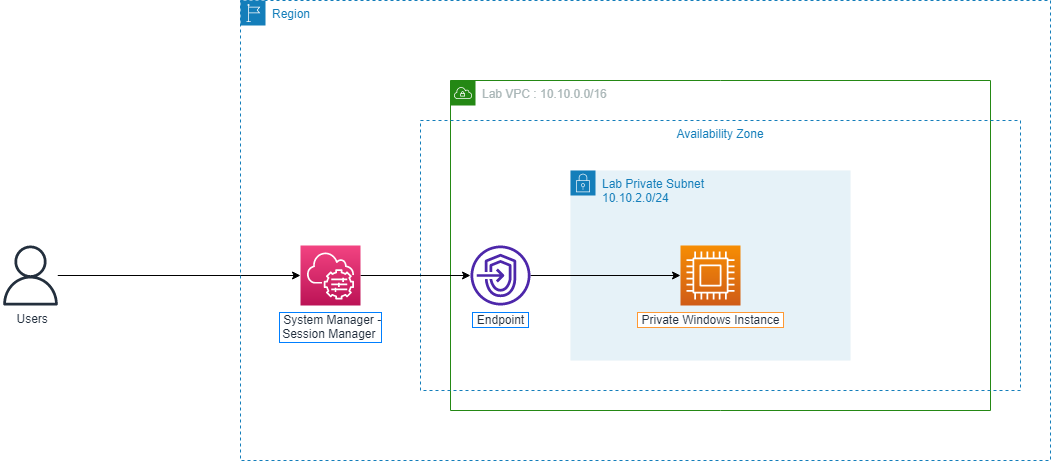 Region
Lab VPC : 10.10.0.0/16
Availability Zone
Lab Private Subnet
10.10.2.0/24
Users
System Manager -
Session Manager
Endpoint
Private Windows Instance